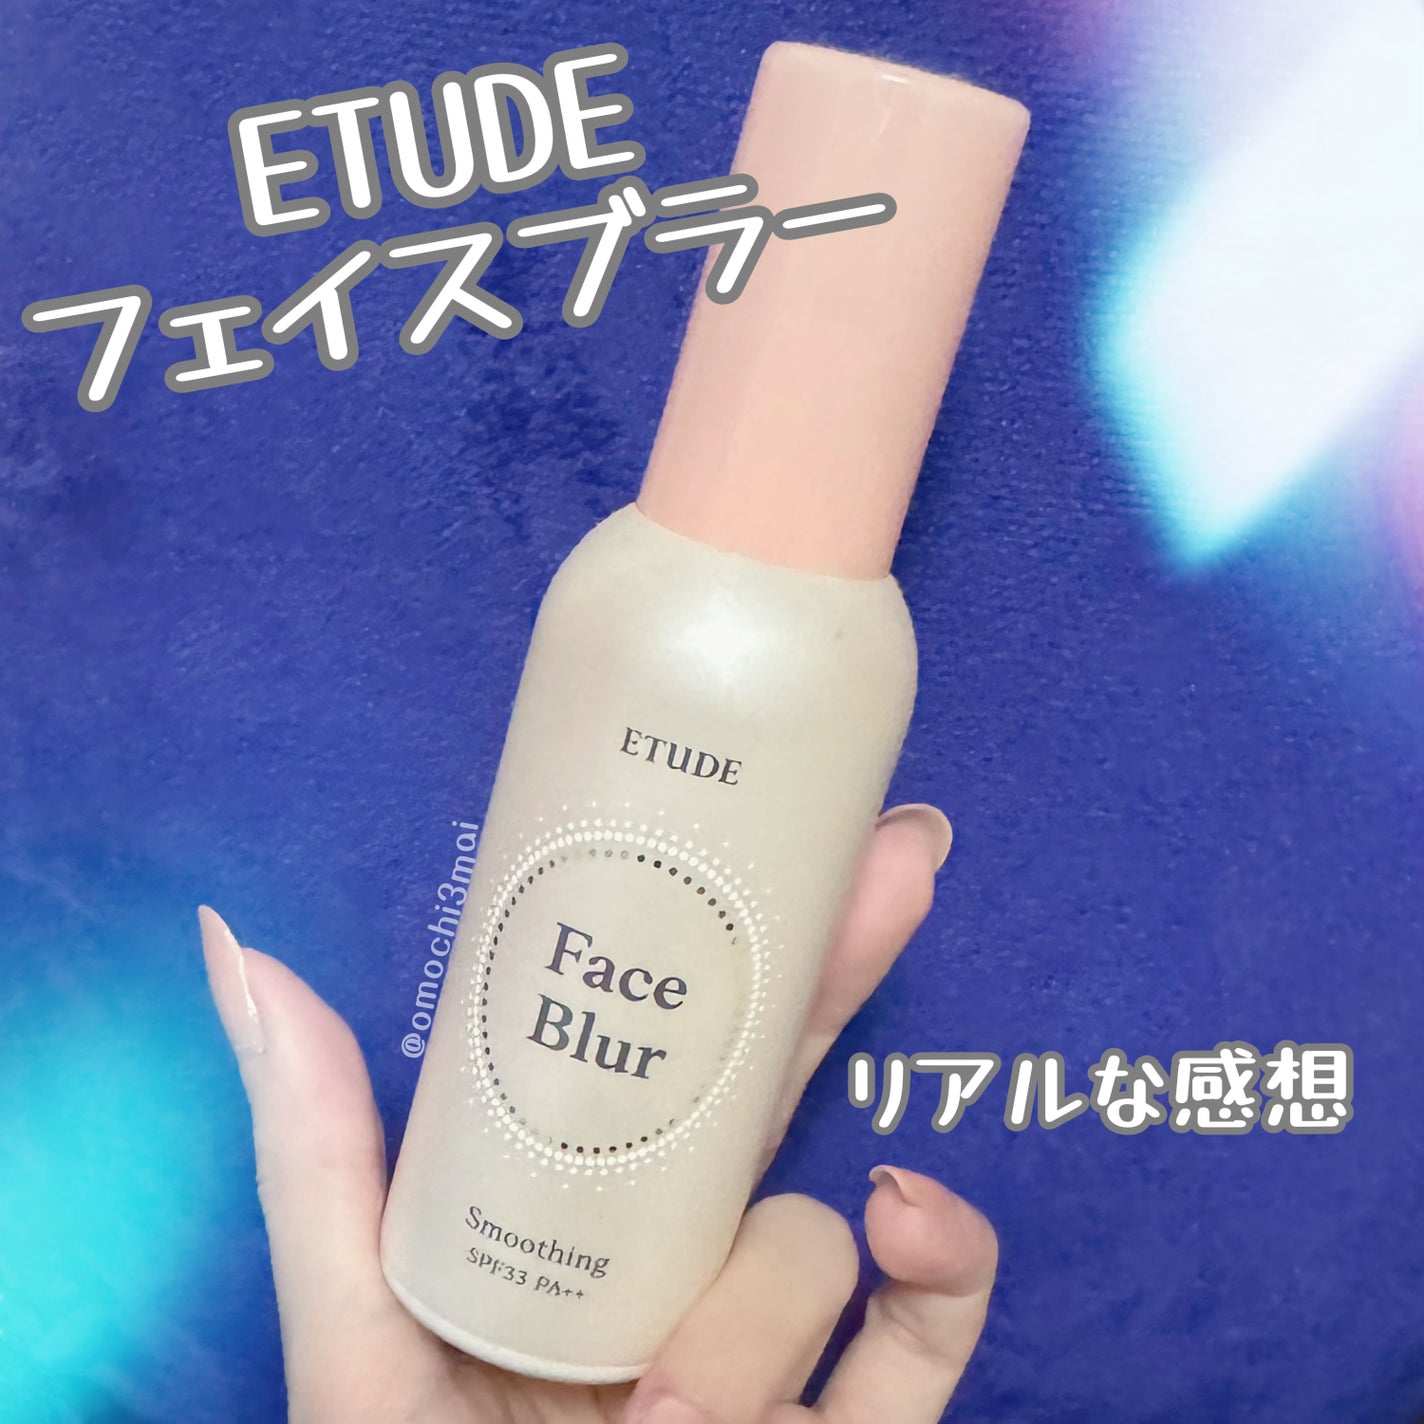 ETUDE
フェイスブラー
ETUDE
@omochi3mai
Face
Blur
リアルな感想
Smoothing
SPF33 PA++